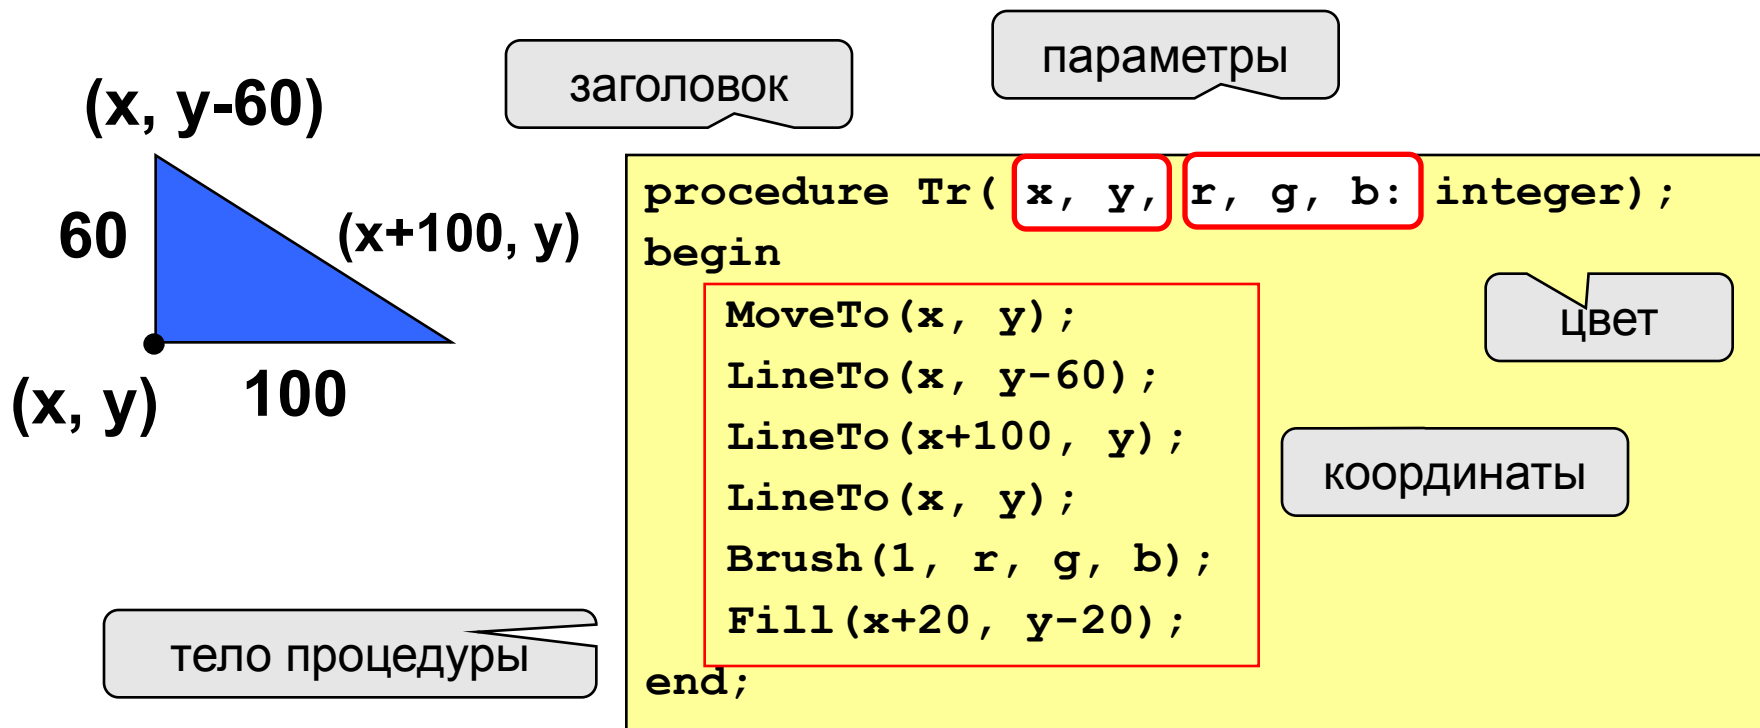 заголовок
параметры
(x, y-60)
60
(x+100, y)
(x, y)
100
procedure Tr( x, y, r, g, b: integer);
begin
MoveTo(x, y);
LineTo(x, y-60);
LineTo(x+100, y);
LineTo(x, y);
Brush(1, r, g, b);
Fill(x+20, y-20);
end;
цвет
координаты
тело процедуры